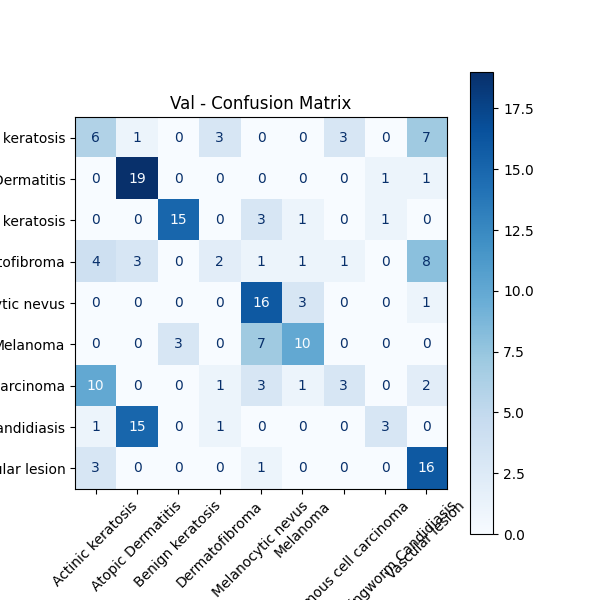 Val - Confusion Matrix
keratosis 6 1 0 3 0 0 3 0 7
Dermatitis 0 19 0 0 0 0 0 1 1
keratosis 0 0 15 0 3 1 0 1 0
tofibroma 4 3 0 2 1 1 1 0 8
ytic nevus 0 0 0 0 16 3 0 0 1
Melanoma 0 0 3 0 7 10 0 0 0
arcinoma 10 0 0 1 3 1 3 0 2
andidiasis 1 15 0 1 0 0 0 3 0
ular lesion 3 0 0 0 1 0 0 0 16
Actinic keratosis
Atopic Dermatitis
Benign keratosis
Dermatofibroma
Melanocytic nevus
Melanoma
mous cell carcinoma
ingworm Candidiasis
Vascular lesion
17.5
15.0
12.5
10.0
7.5
5.0
2.5
0.0